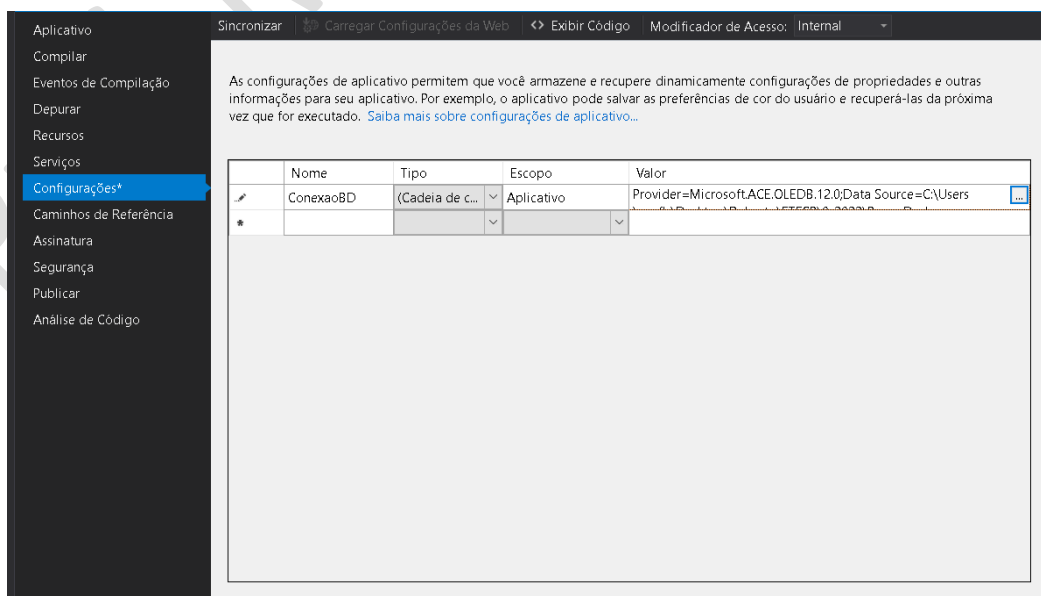 Aplicativo
Compilar
Eventos de Compilação
Depurar
Recursos
Serviços
Configurações*
Caminhos de Referência
Assinatura
Segurança
Publicar
Análise de Código
Sincronizar Carregar Configurações da Web <> Exibir Código Modificador de Acesso: Internal
As configurações de aplicativo permitem que você armazene e recupere dinamicamente configurações de propriedades e outras
informações para seu aplicativo. Por exemplo, o aplicativo pode salvar as preferências de cor do usuário e recuperá-las da próxima
vez que for executado. Saiba mais sobre configurações de aplicativo...
Nome Tipo Escopo Valor
ConexaoBD (Cadeia de c... Aplicativo Provider=Microsoft.ACE.OLEDB.12.0;Data Source=C:\Users ...
*